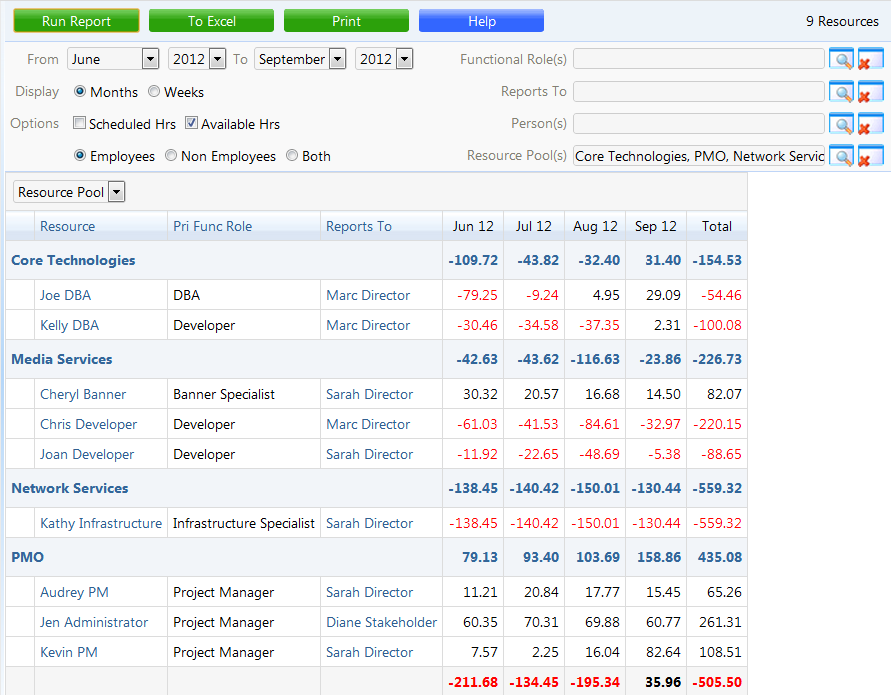 Run Report To Excel Print Help 9 Resources
From June 2012 To September 2012 Functional Role(s)
Display Months Weeks Reports To
Options Scheduled Hrs Available Hrs Person(s)
Employees Non Employees Both Resource Pool(s) Core Technologies, PMO, Network Servic
Resource Pool
Resource Pri Func Role Reports To Jun 12 Jul 12 Aug 12 Sep 12 Total
Core Technologies -109.72 -43.82 -32.40 31.40 -154.53
Joe DBA DBA Marc Director -79.25 -9.24 4.95 29.09 -54.46
Kelly DBA Developer Marc Director -30.46 -34.58 -37.35 2.31 -100.08
Media Services -42.63 -43.62 -116.63 -23.86 -226.73
Cheryl Banner Banner Specialist Sarah Director 30.32 20.57 16.68 14.50 82.07
Chris Developer Developer Marc Director -61.03 -41.53 -84.61 -32.97 -220.15
Joan Developer Developer Sarah Director -11.92 -22.65 -48.69 -5.38 -88.65
Network Services -138.45 -140.42 -150.01 -130.44 -559.32
Kathy Infrastructure Infrastructure Specialist Sarah Director -138.45 -140.42 -150.01 -130.44 -559.32
PMO 79.13 93.40 103.69 158.86 435.08
Audrey PM Project Manager Sarah Director 11.21 20.84 17.77 15.45 65.26
Jen Administrator Project Manager Diane Stakeholder 60.35 70.31 69.88 60.77 261.31
Kevin PM Project Manager Sarah Director 7.57 2.25 16.04 82.64 108.51
-211.68 -134.45 -195.34 35.96 -505.50